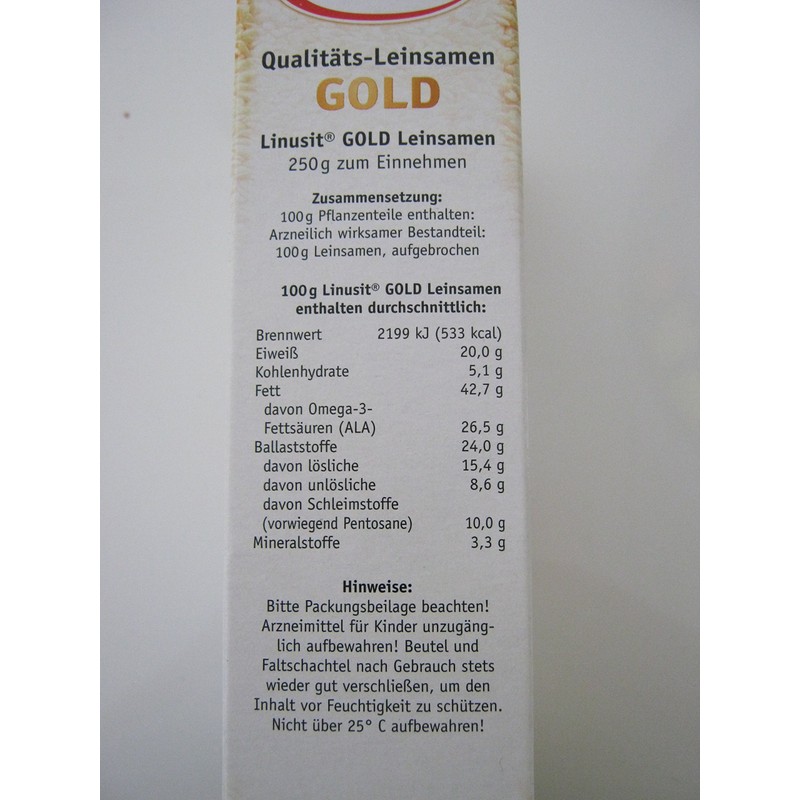 Qualitäts-Leinsamen
GOLD
Linusit® GOLD Leinsamen
250g zum Einnehmen
Zusammensetzung:
100g Pflanzenteile enthalten:
Arzneilich wirksamer Bestandteil:
100g Leinsamen, aufgebrochen
100g Linusit® GOLD Leinsamen
enthalten durchschnittlich:
Brennwert 2199 kJ (533 kcal)
Eiweiß 20,0 g
Kohlenhydrate 5,1 g
Fett 42,7 g
davon Omega-3-
Fettsäuren (ALA) 26,5 g
Ballaststoffe 24,0 g
davon lösliche 15,4 g
davon unlösliche 8,6 g
davon Schleimstoffe
(vorwiegend Pentosane) 10,0 g
Mineralstoffe 3,3 g
Hinweise:
Bitte Packungsbeilage beachten!
Arzneimittel für Kinder unzugäng-
lich aufbewahren! Beutel und
Faltschachtel nach Gebrauch stets
wieder gut verschließen, um den
Inhalt vor Feuchtigkeit zu schützen.
Nicht über 25° C aufbewahren!